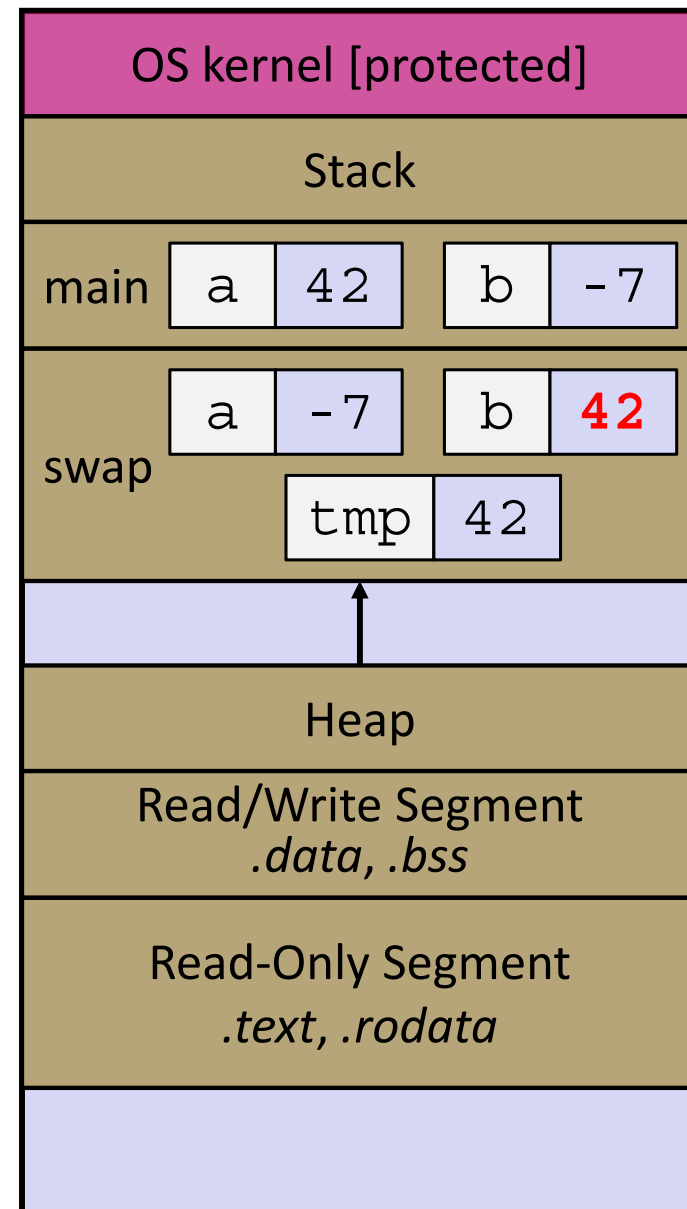 OS kernel [protected]
Stack
main a 42 b -7
a -7 b 42
swap
tmp 42
Heap
Read/Write Segment
.data, .bss
Read-Only Segment
.text, .rodata